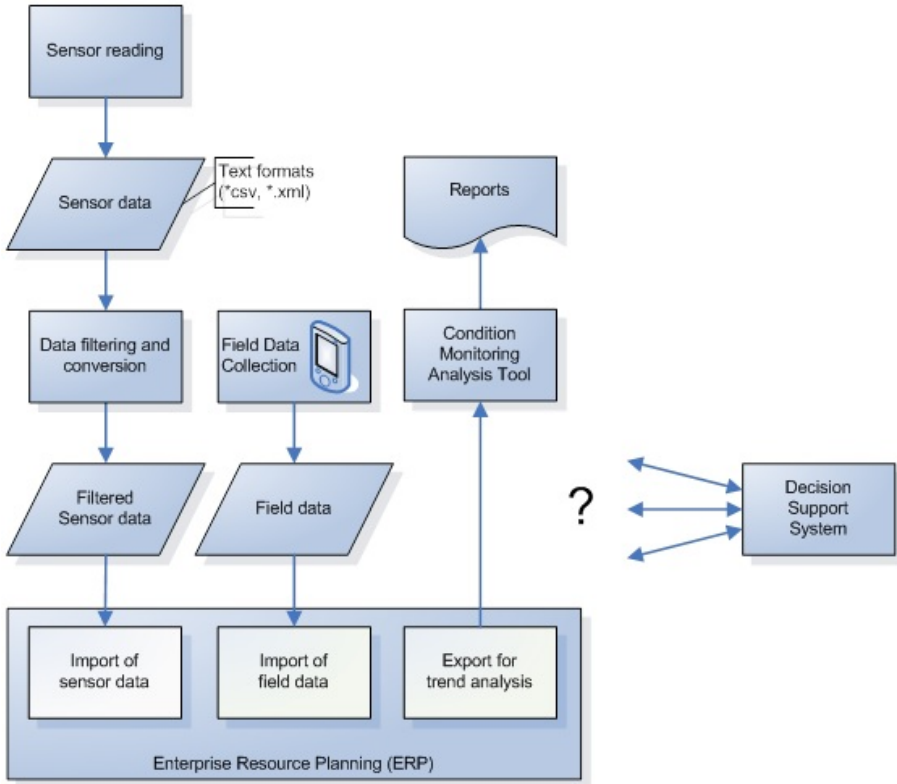 Sensor reading
Text formats
(*csv, *.xml)
Sensor data
Reports
Data filtering and
conversion
Field Data
Collection
Condition
Monitoring
Analysis Tool
Filtered
Sensor data
Field data
?
Decision
Support
System
Import of
sensor data
Import of
field data
Export for
trend analysis
Enterprise Resource Planning (ERP)